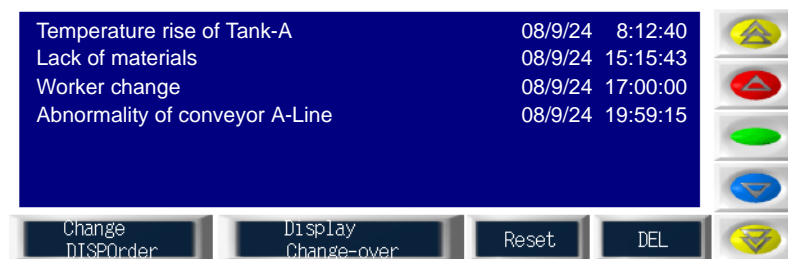 Temperature rise of Tank-A 08/9/24 8:12:40
Lack of materials 08/9/24 15:15:43
Worker change 08/9/24 17:00:00
Abnormality of conveyor A-Line 08/9/24 19:59:15
Change Display Reset DEL
DISPOrder Change-over